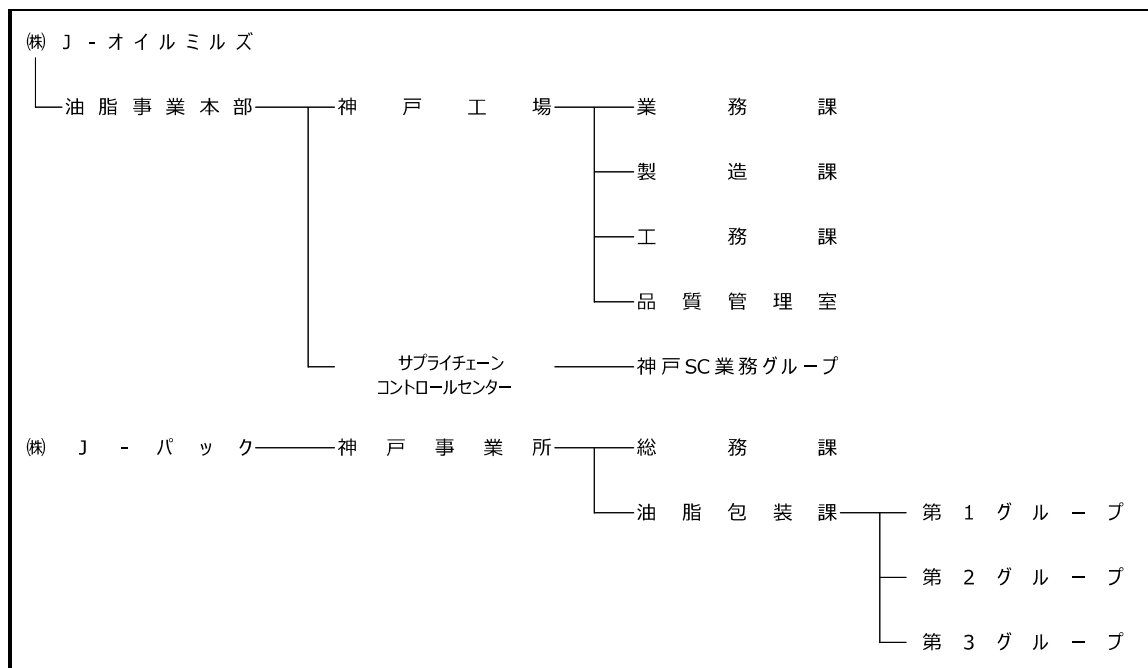 ㈱J-オイルミルズ
油脂事業本部 神戸工場 業務課
製造課
工務課
品質管理室
サプライチェーン
コントロールセンター
神戸SC業務グループ
㈱J-パック 神戸事業所 総務課
油脂包装課 第1グループ
第2グループ
第3グループ